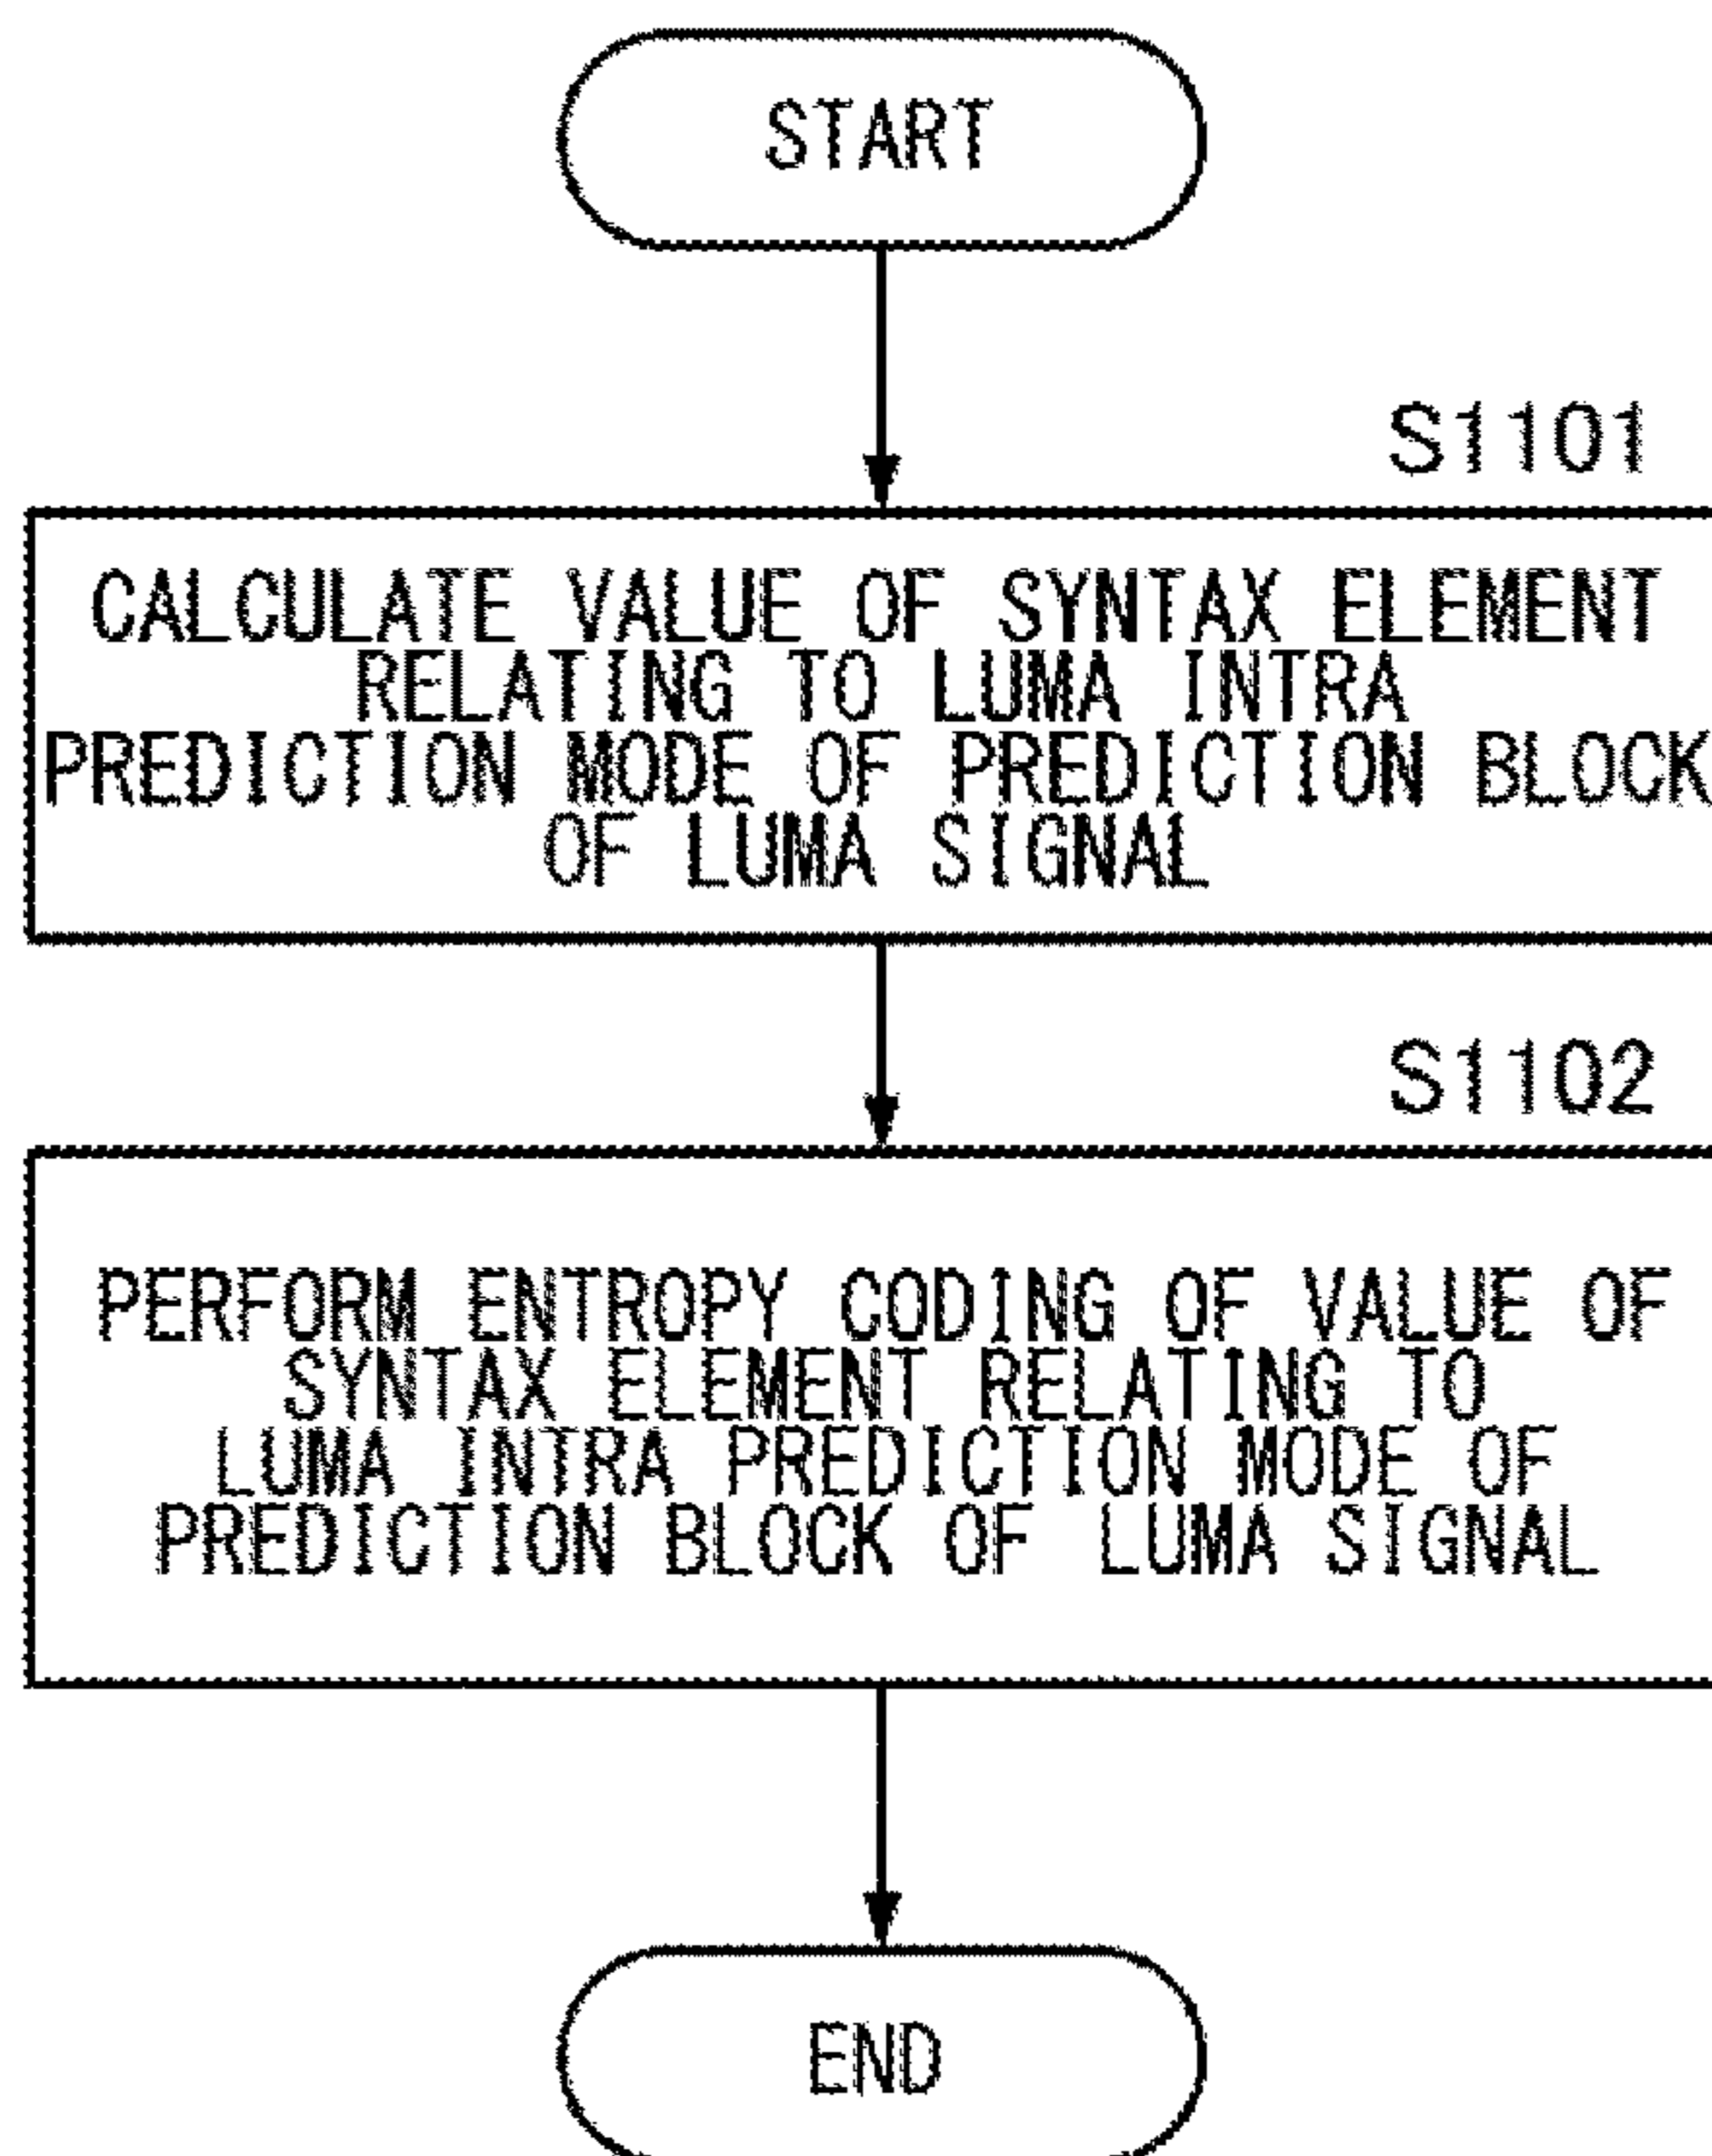 START
S1101
CALCULATE VALUE OF SYNTAX ELEMENT
RELATING TO LUMA INTRA
PREDICTION MODE OF PREDICTION BLOCK
OF LUMA SIGNAL
S1102
PERFORM ENTROPY CODING OF VALUE OF
SYNTAX ELEMENT RELATING TO
LUMA INTRA PREDICTION MODE OF
PREDICTION BLOCK OF LUMA SIGNAL
END